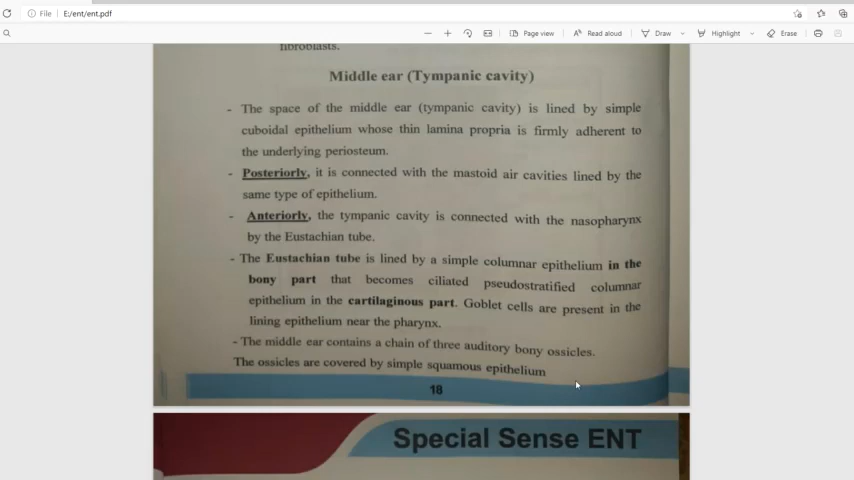 File
E:/ent/ent.pdf
Page view
Read aloud
Draw
Highlight
Erase
fibroblasts.
Middle ear (Tympanic cavity)
- The space of the middle ear (tympanic cavity) is lined by simple
cuboidal epithelium whose thin lamina propria is firmly adherent to
the underlying periosteum.
- Posteriorly, it is connected with the mastoid air cavities lined by the
same type of epithelium.
- Anteriorly, the tympanic cavity is connected with the nasopharynx
by the Eustachian tube.
- The Eustachian tube is lined by a simple columnar epithelium in the
bony part that becomes ciliated pseudostratified columnar
epithelium in the cartilaginous part. Goblet cells are present in the
lining epithelium near the pharynx.
- The middle ear contains a chain of three auditory bony ossicles.
The ossicles are covered by simple squamous epithelium
18
Special Sense ENT